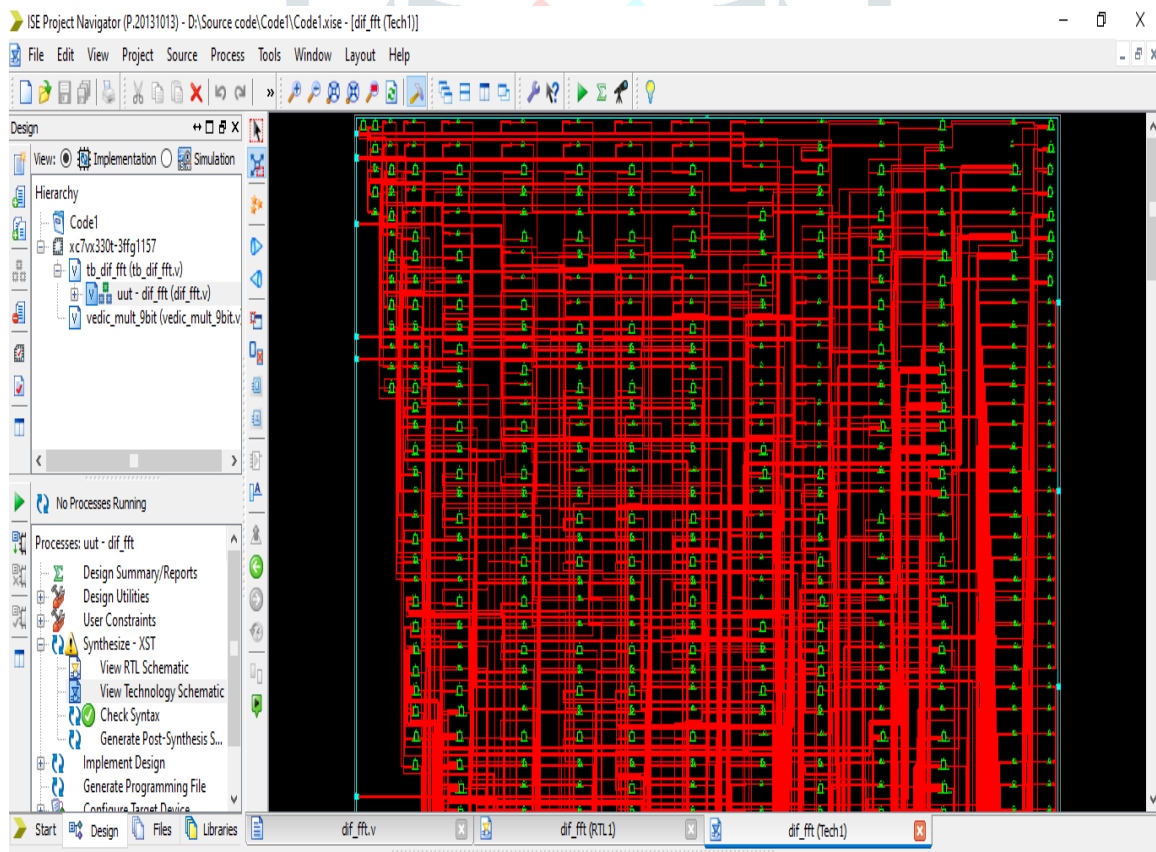 ISE Project Navigator (P.20131013) - D:\Source code\Code1\Code1.xise - [dif_fft (Tech1)]
File Edit View Project Source Process Tools Window Layout Help
»
Design
View: Implementation Simulation
Hierarchy
Code1
xc7vx330t-3ffg1157
tb_dif_fft (tb_dif_fft.v)
uut - dif_fft (dif_fft.v)
vedic_mult_9bit (vedic_mult_9bit.v
No Processes Running
Processes: uut - dif_fft
Design Summary/Reports
Design Utilities
User Constraints
Synthesize - XST
View RTL Schematic
View Technology Schematic
Check Syntax
Generate Post-Synthesis S...
Implement Design
Generate Programming File
Configure Target Device
Start Design Files Libraries dif_fft.v dif_fft (RTL1) dif_fft (Tech1)